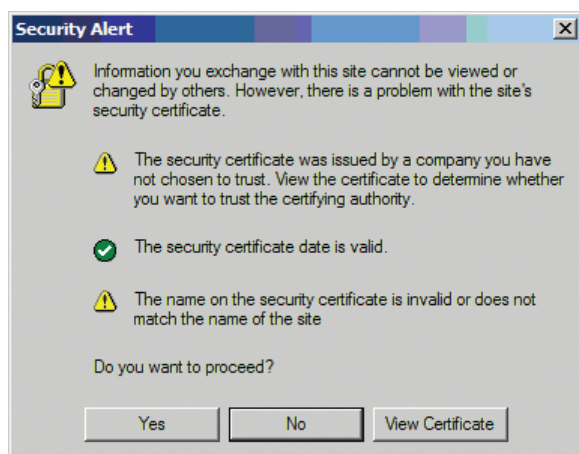 Security Alert
Information you exchange with this site cannot be viewed or
changed by others. However, there is a problem with the site's
security certificate.
The security certificate was issued by a company you have
not chosen to trust. View the certificate to determine whether
you want to trust the certifying authority.
The security certificate date is valid.
The name on the security certificate is invalid or does not
match the name of the site
Do you want to proceed?
Yes No View Certificate